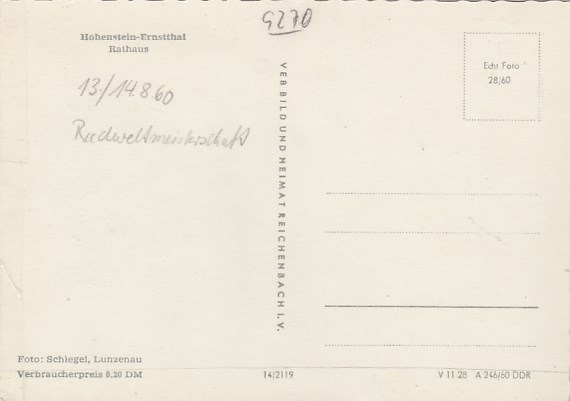 9270
Hohenstein-Ernstthal
Rathaus
13./14.8.60
Radweltmeisterschaft
VEB BILD UND HEIMAT REICHENBACH I. V.
Echt Foto
28/60
Foto: Schlegel, Lunzenau
Verbraucherpreis 0,20 DM
14/2119
V 11 28 A 246/60 DDR